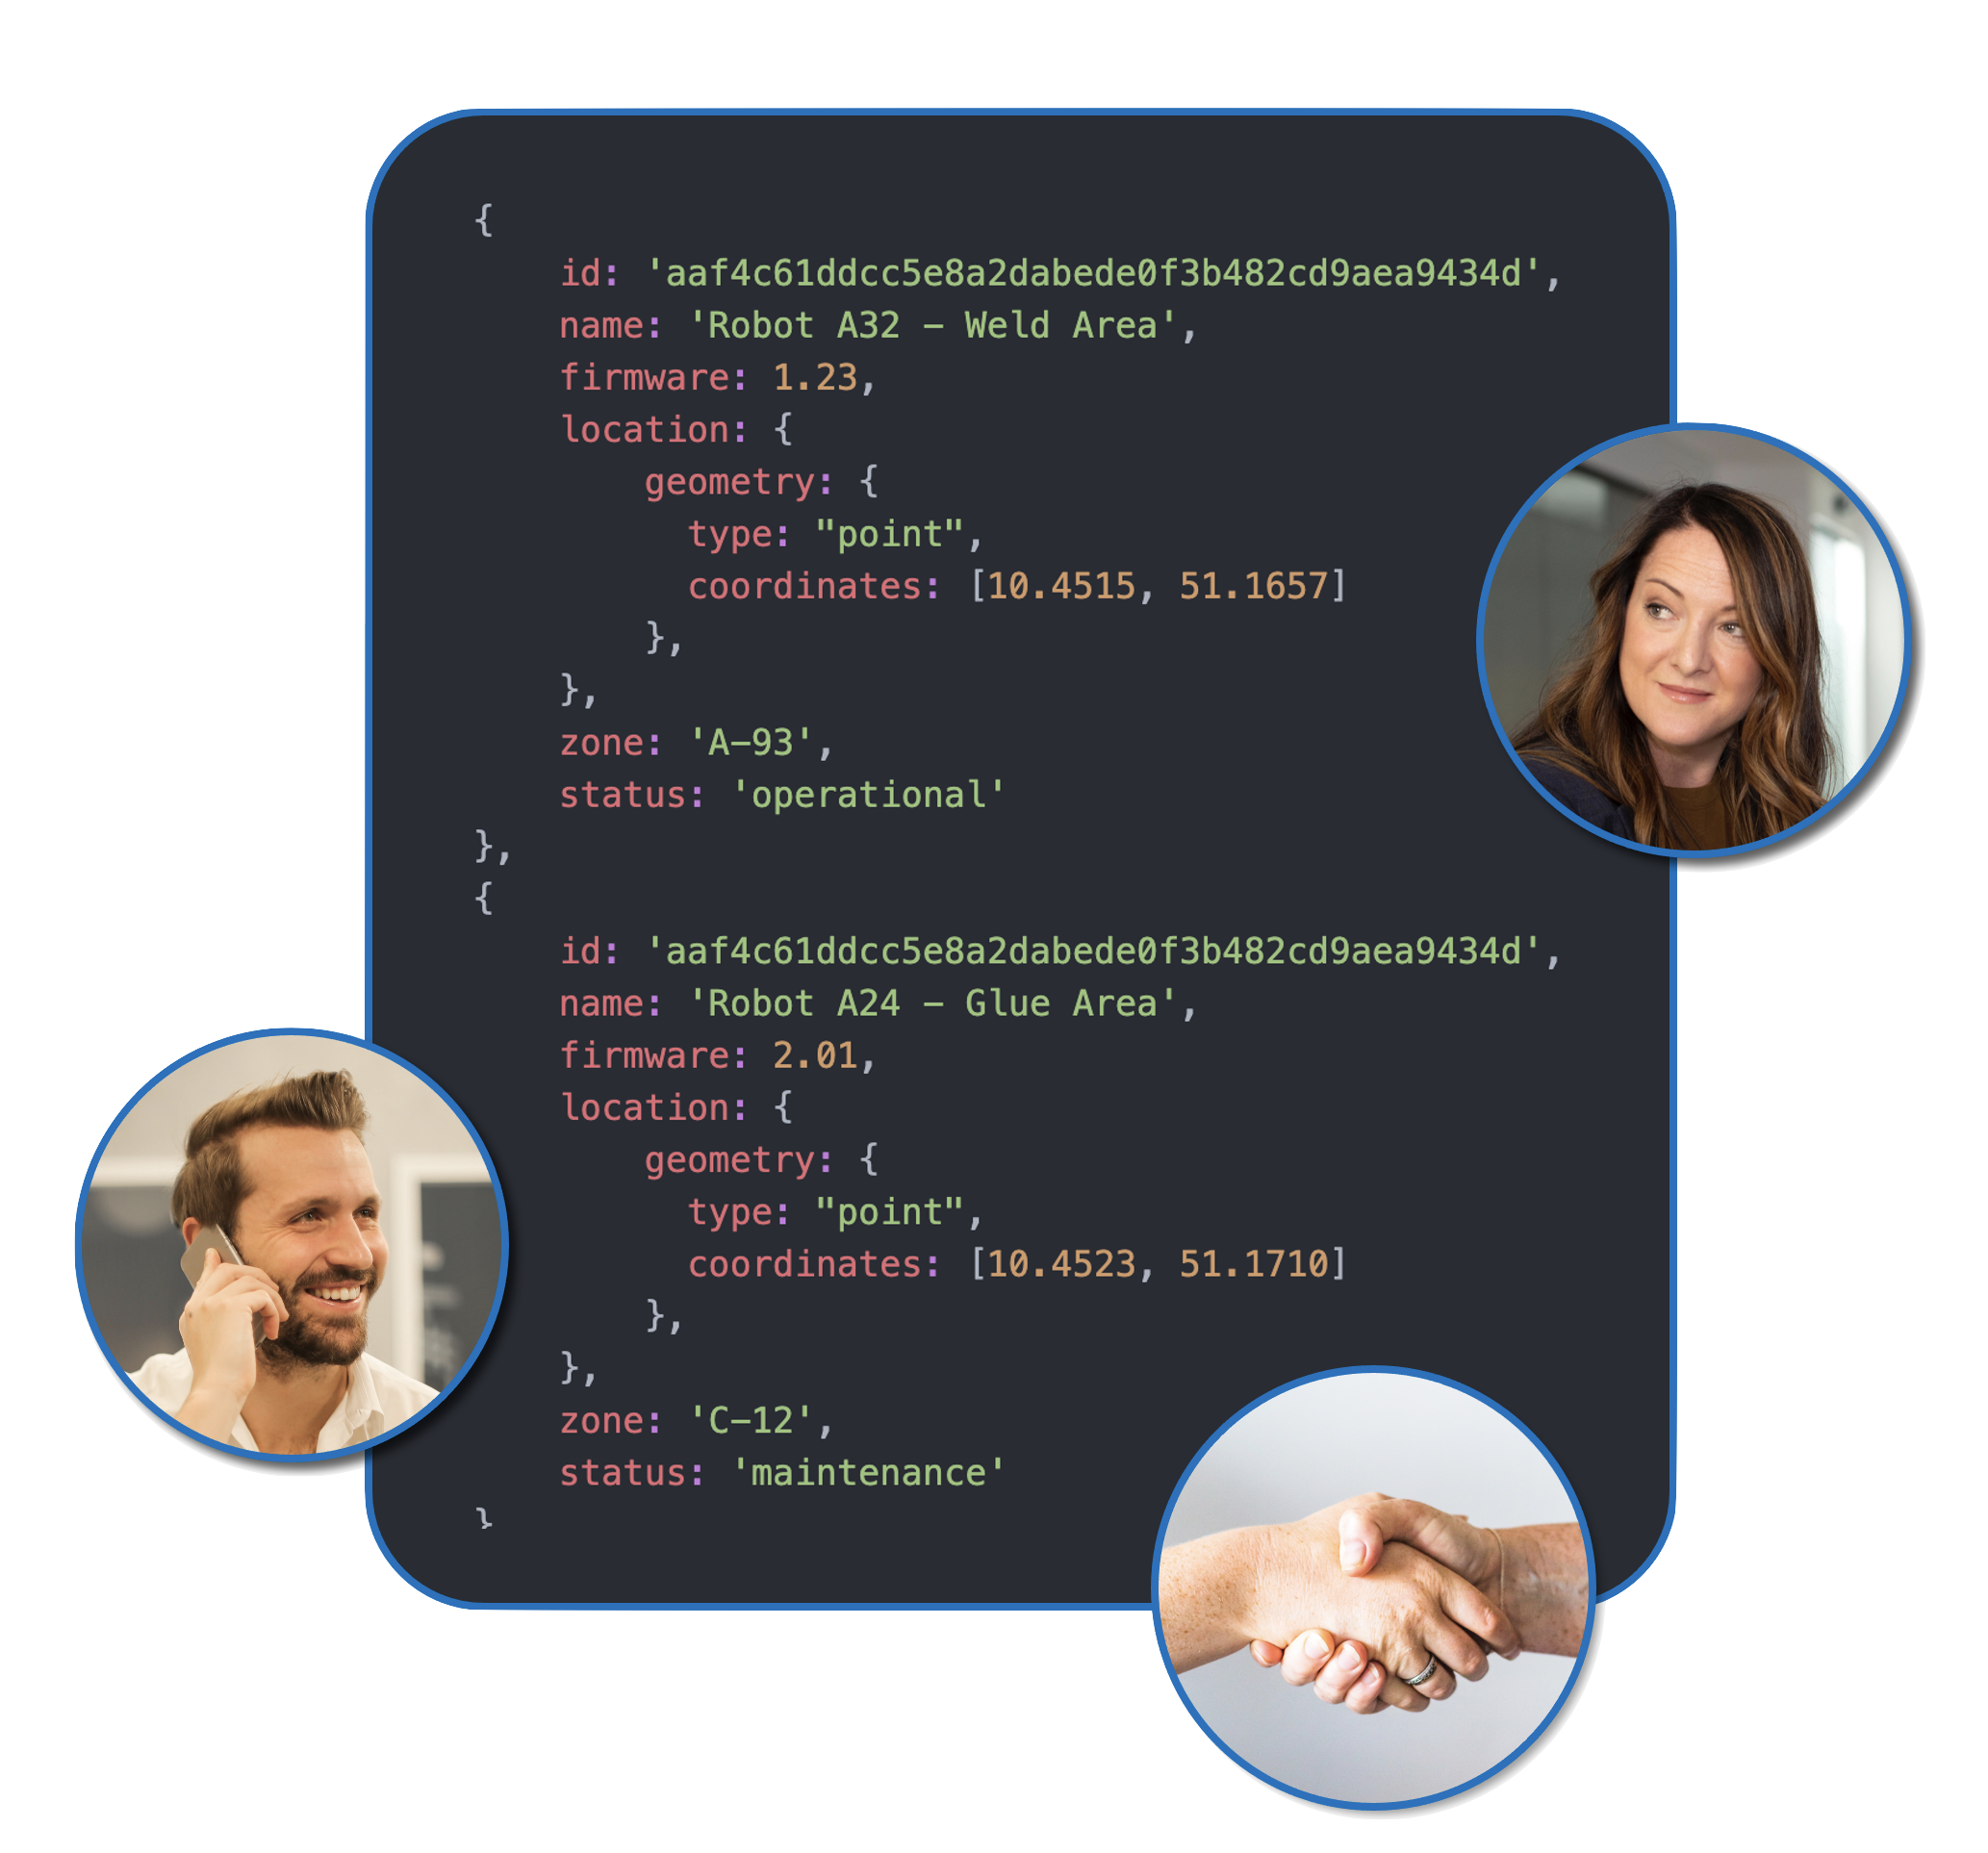 {
id: 'aaf4c61ddcc5e8a2dabede0f3b482cd9aea9434d',
name: 'Robot A32 – Weld Area',
firmware: 1.23,
location: {
geometry: {
type: "point",
coordinates: [10.4515, 51.1657]
},
},
zone: 'A–93',
status: 'operational'
},
{
id: 'aaf4c61ddcc5e8a2dabede0f3b482cd9aea9434d',
name: 'Robot A24 – Glue Area',
firmware: 2.01,
location: {
geometry: {
type: "point",
coordinates: [10.4523, 51.1710]
},
},
zone: 'C–12',
status: 'maintenance'
}